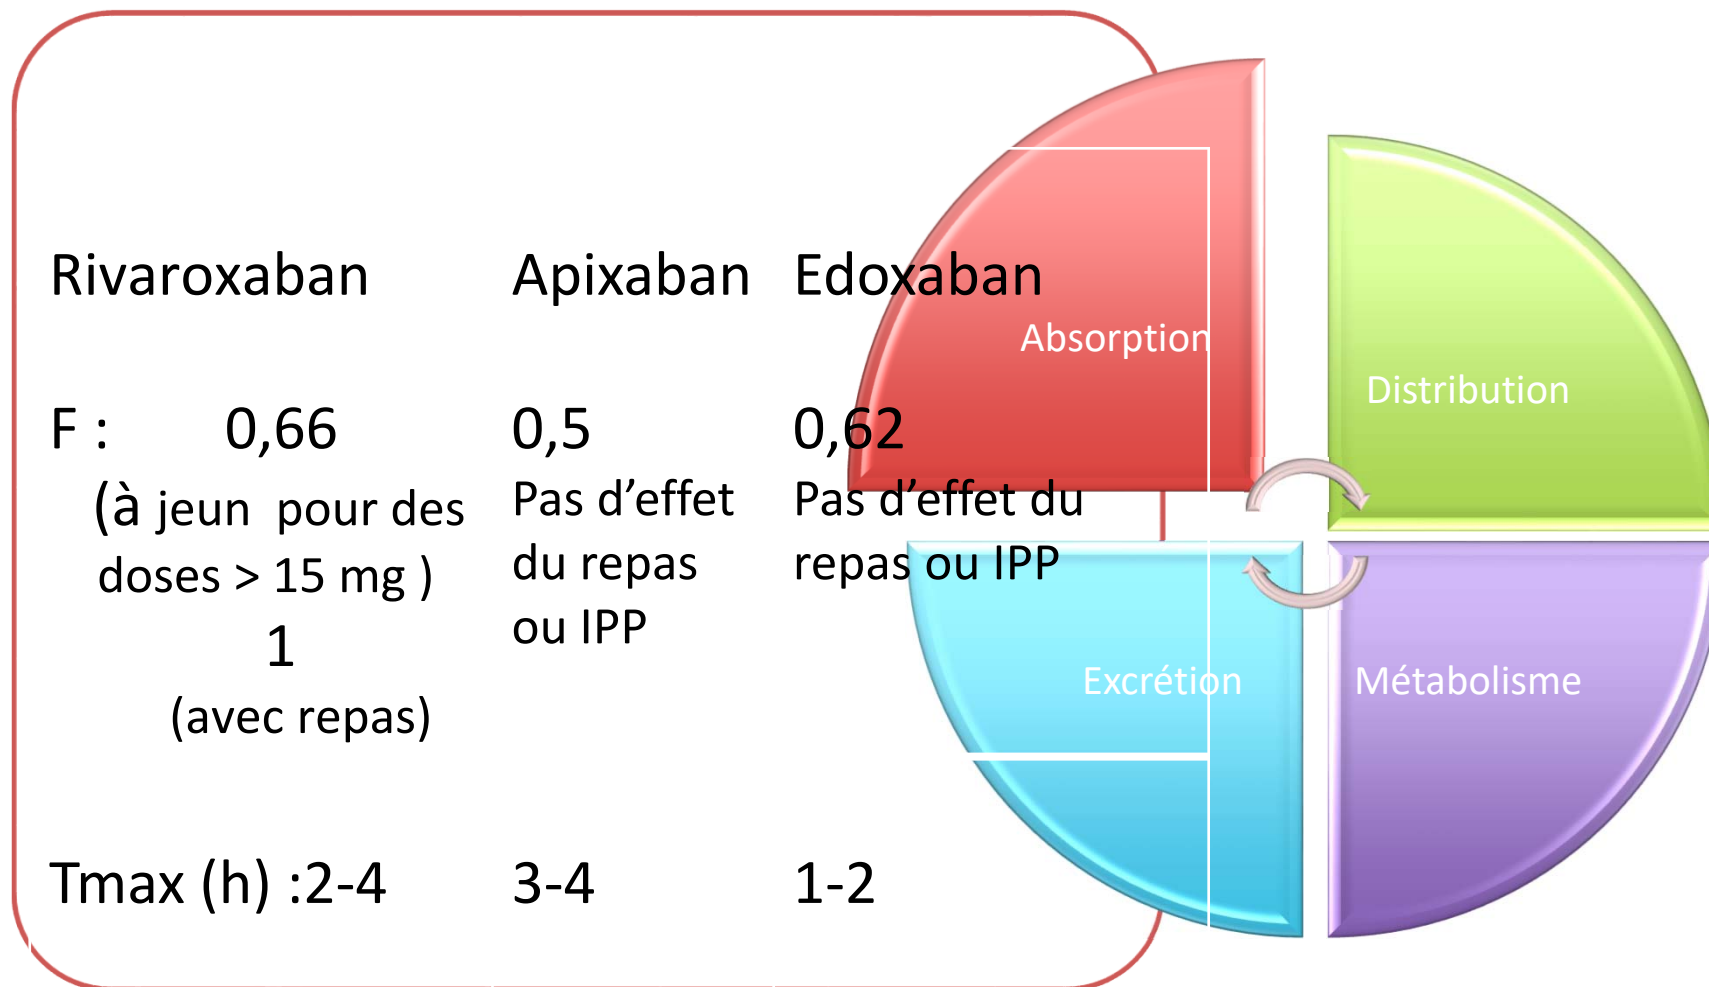 Rivaroxaban Apixaban Edoxaban
Absorption
Distribution
F : 0,66 0,5 0,62
(à jeun pour des
doses > 15 mg )
1
(avec repas)
Pas d’effet
du repas
ou IPP
Pas d’effet du
repas ou IPP
Excrétion
Métabolisme
Tmax (h) :2-4 3-4 1-2